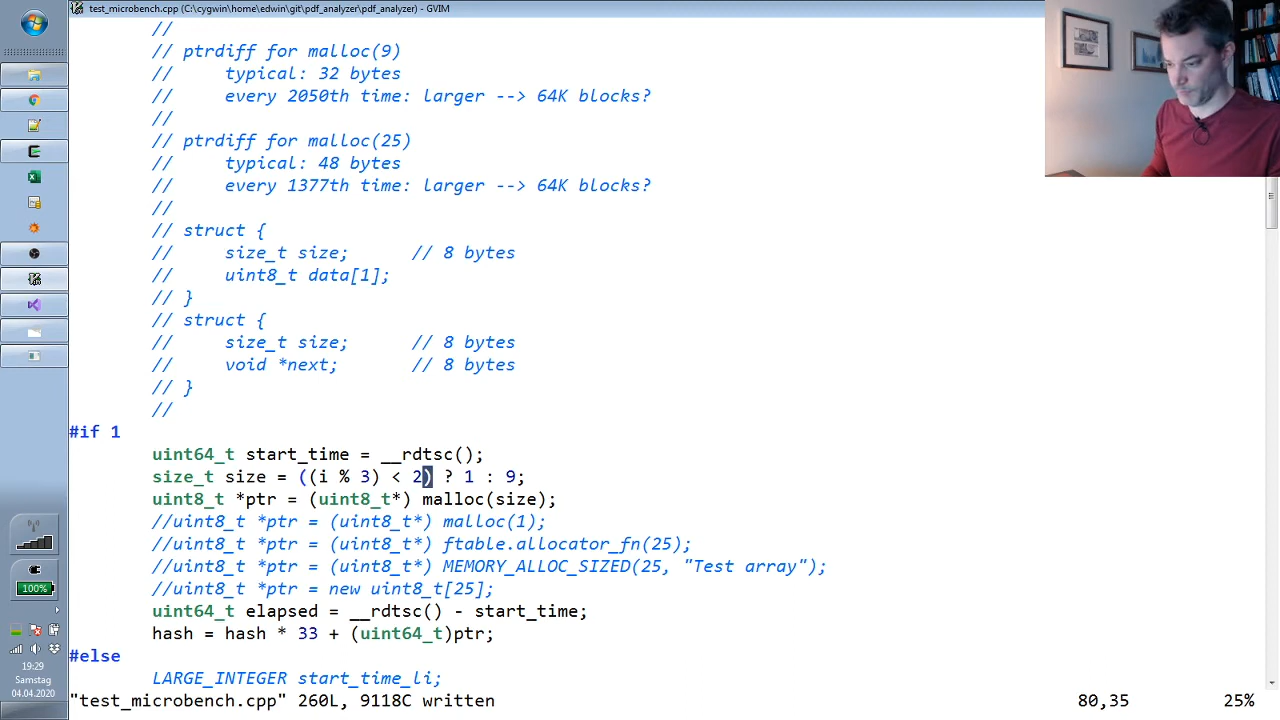 test_microbench.cpp (C:\cygwin\home\edwin\git\pdf_analyzer\pdf_analyzer) - GVIM
//
// ptrdiff for malloc(9)
//     typical: 32 bytes
//     every 2050th time: larger --> 64K blocks?
//
// ptrdiff for malloc(25)
//     typical: 48 bytes
//     every 1377th time: larger --> 64K blocks?
//
// struct {
//     size_t size;      // 8 bytes
//     uint8_t data[1];
// }
// struct {
//     size_t size;      // 8 bytes
//     void *next;       // 8 bytes
// }
//
#if 1
uint64_t start_time = __rdtsc();
size_t size = ((i % 3) < 2) ? 1 : 9;
uint8_t *ptr = (uint8_t*) malloc(size);
//uint8_t *ptr = (uint8_t*) malloc(1);
//uint8_t *ptr = (uint8_t*) ftable.allocator_fn(25);
//uint8_t *ptr = (uint8_t*) MEMORY_ALLOC_SIZED(25, "Test array");
//uint8_t *ptr = new uint8_t[25];
uint64_t elapsed = __rdtsc() - start_time;
hash = hash * 33 + (uint64_t)ptr;
#else
LARGE_INTEGER start_time_li;
"test_microbench.cpp" 260L, 9118C written     80,35     25%
100%
19:29
Samstag
04.04.2020